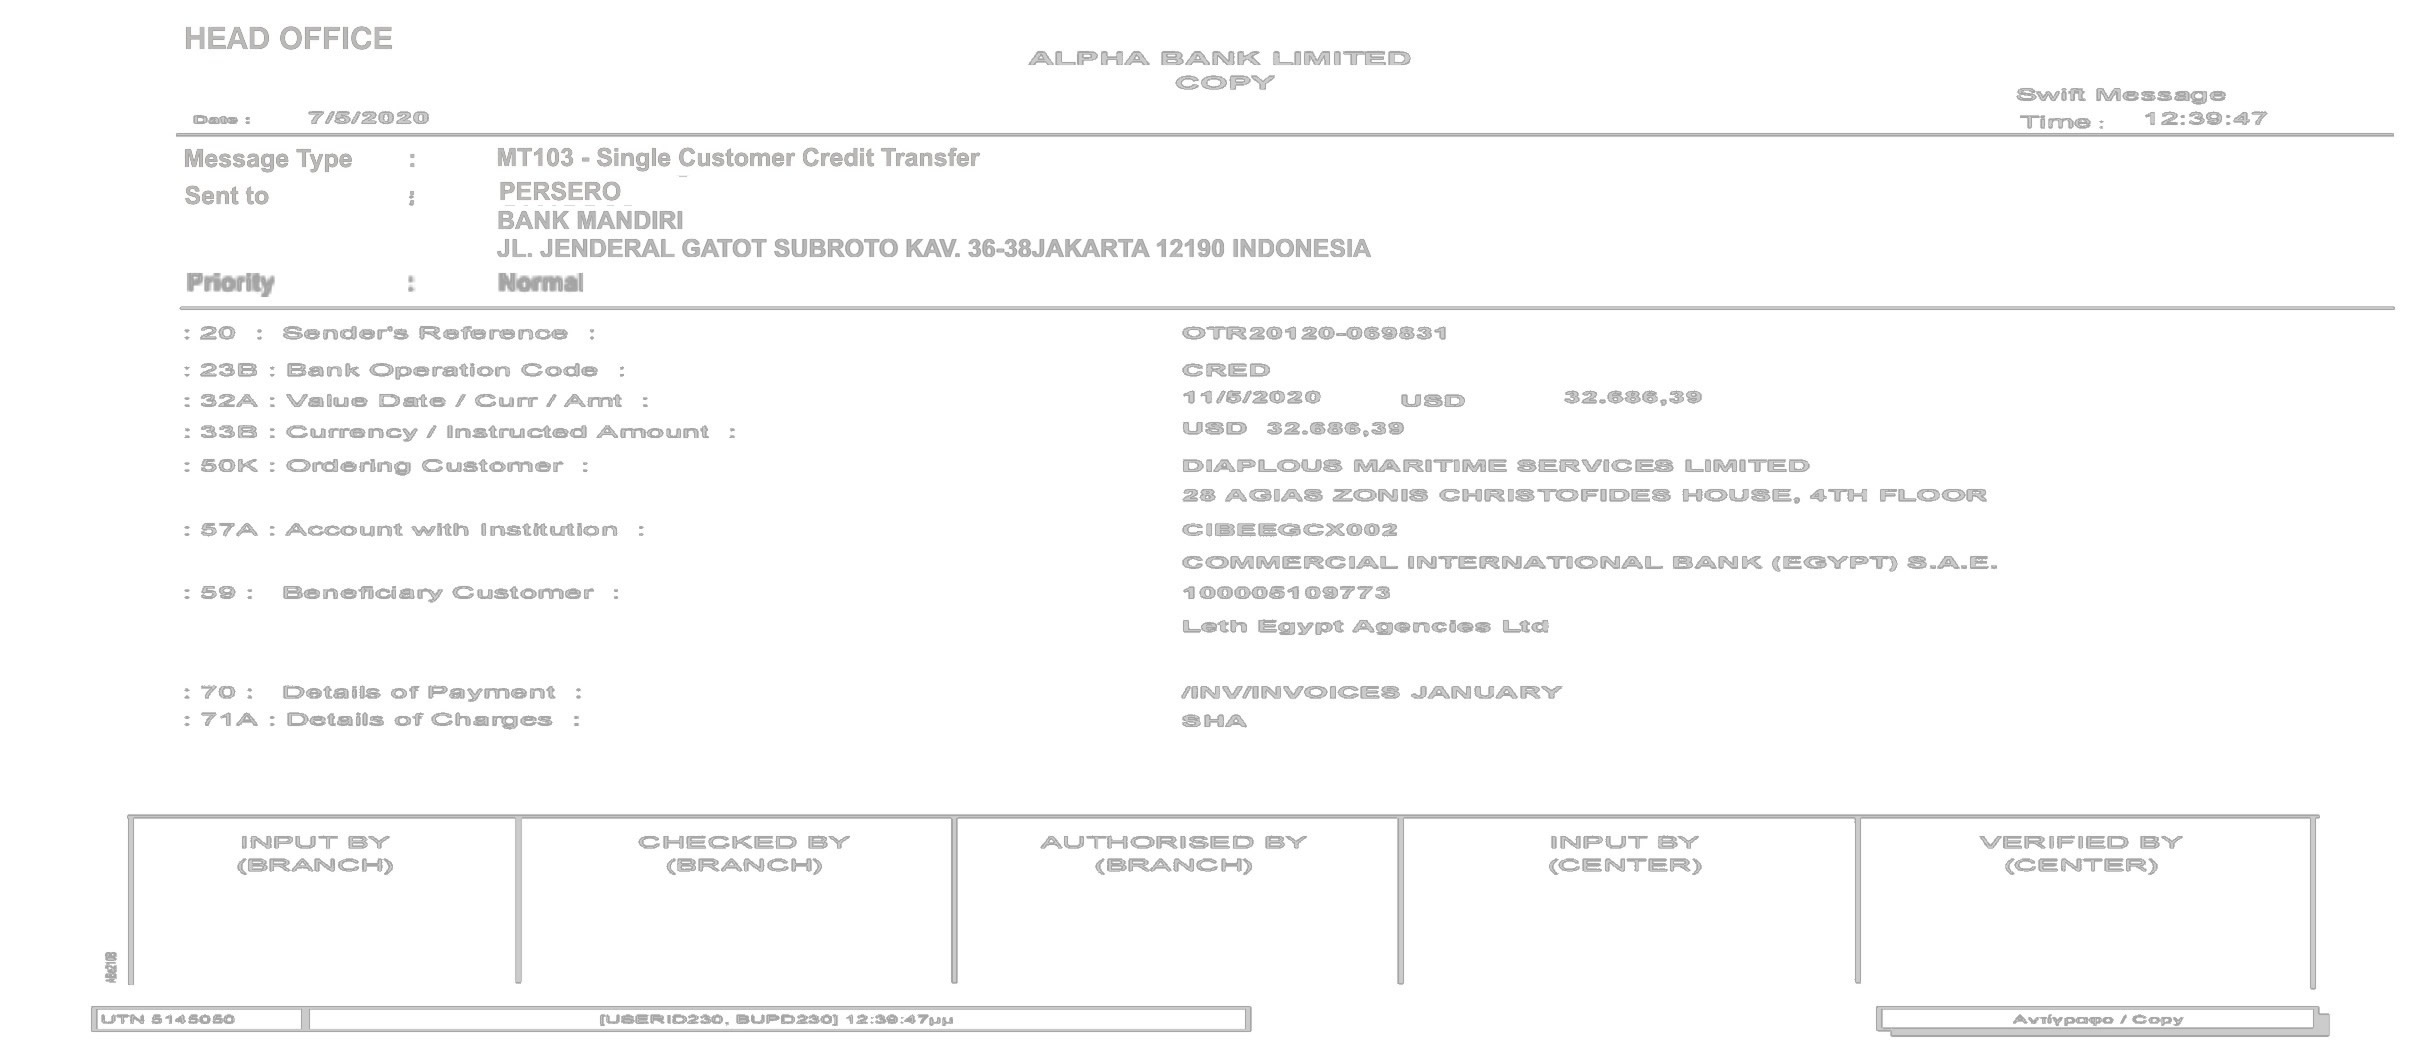 HEAD OFFICE
ALPHA BANK LIMITED
COPY
Swift Message
Date : 7/5/2020 Time : 12:39:47
Message Type : MT103 - Single Customer Credit Transfer
Sent to : PERSERO
BANK MANDIRI
JL. JENDERAL GATOT SUBROTO KAV. 36-38JAKARTA 12190 INDONESIA
Priority : Normal
: 20 : Sender's Reference : OTR20120-069831
: 23B : Bank Operation Code : CRED
: 32A : Value Date / Curr / Amt : 11/5/2020 USD 32.686,39
: 33B : Currency / Instructed Amount : USD 32.686,39
: 50K : Ordering Customer : DIAPLOUS MARITIME SERVICES LIMITED
28 AGIAS ZONIS CHRISTOFIDES HOUSE, 4TH FLOOR
: 57A : Account with Institution : CIBEEGCX002
COMMERCIAL INTERNATIONAL BANK (EGYPT) S.A.E.
: 59 : Beneficiary Customer : 100005109773
Leth Egypt Agencies Ltd
: 70 : Details of Payment : /INV/INVOICES JANUARY
: 71A : Details of Charges : SHA
INPUT BY CHECKED BY AUTHORISED BY INPUT BY VERIFIED BY
(BRANCH) (BRANCH) (BRANCH) (CENTER) (CENTER)
UTN 5145050 [USERID230, BUPD230] 12:39:47μμ Αντίγραφο / Copy